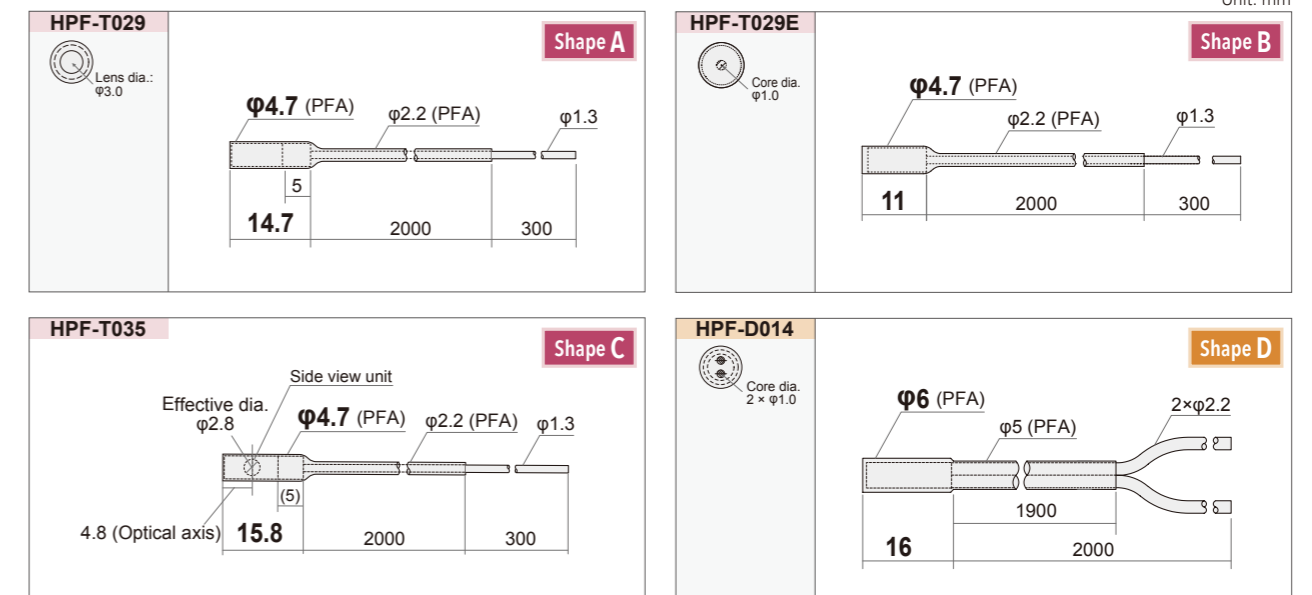 Unit: mm
HPF-T029
Shape A
Lens dia.:
φ3.0
φ4.7 (PFA)
φ2.2 (PFA)
φ1.3
5
14.7
2000
300
HPF-T029E
Shape B
Core dia.
φ1.0
φ4.7 (PFA)
φ2.2 (PFA)
φ1.3
11
2000
300
HPF-T035
Shape C
Side view unit
Effective dia.
φ2.8
φ4.7 (PFA)
φ2.2 (PFA)
φ1.3
(5)
4.8 (Optical axis)
15.8
2000
300
HPF-D014
Shape D
Core dia.
2 × φ1.0
φ6 (PFA)
φ5 (PFA)
2×φ2.2
1900
16
2000